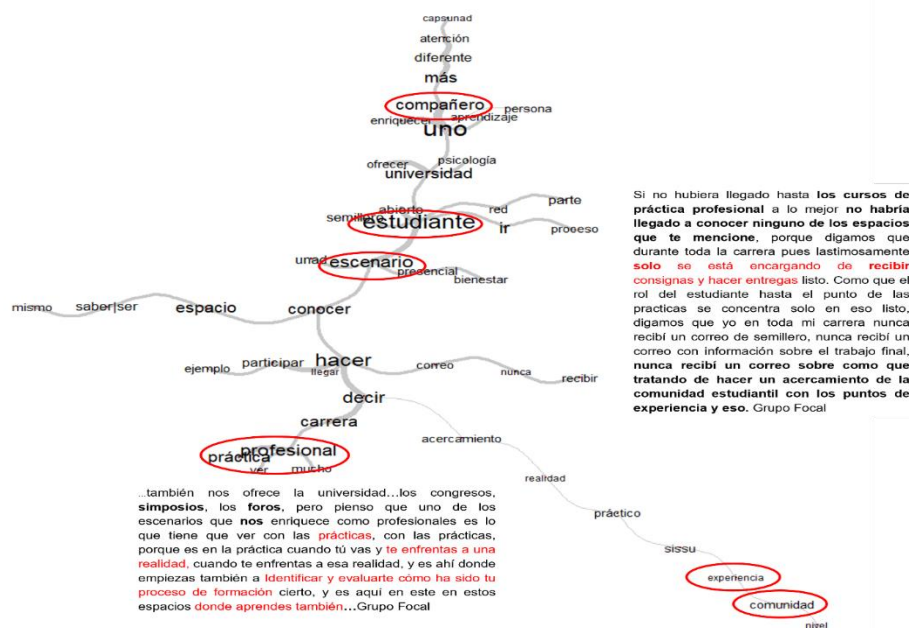 capsunad
atención
diferente
más
compañero
persona
enriquecer
aprendizaje
uno
ofrecer
psicología
universidad
abierto
red
parte
semillero
estudiante
ir
proceso
unad
escenario
presencial
bienestar
mismo
saber|ser
espacio
conocer
ejemplo
participar
hacer
llegar
correo
nunca
recibir
decir
carrera
acercamiento
profesional
práctica
ver
mucho
realidad
práctico
sissu
experiencia
comunidad
nigel
Si no hubiera llegado hasta los cursos de
práctica profesional a lo mejor no habría
llegado a conocer ninguno de los espacios
que te mencione, porque digamos que
durante toda la carrera pues lastimosamente
solo se está encargando de recibir
consignas y hacer entregas listo. Como que el
rol del estudiante hasta el punto de las
practicas se concentra solo en eso listo,
digamos que yo en toda mi carrera nunca
recibí un correo de semillero, nunca recibí un
correo con información sobre el trabajo final,
nunca recibí un correo sobre como que
tratando de hacer un acercamiento de la
comunidad estudiantil con los puntos de
experiencia y eso. Grupo Focal
...también nos ofrece la universidad...los congresos,
simposios, los foros, pero pienso que uno de los
escenarios que nos enriquece como profesionales es lo
que tiene que ver con las prácticas, con las prácticas,
porque es en la práctica cuando tú vas y te enfrentas a una
realidad, cuando te enfrentas a esa realidad, y es ahí donde
empiezas también a Identificar y evaluarte cómo ha sido tu
proceso de formación cierto, y es aquí en este en estos
espacios donde aprendes también...Grupo Focal